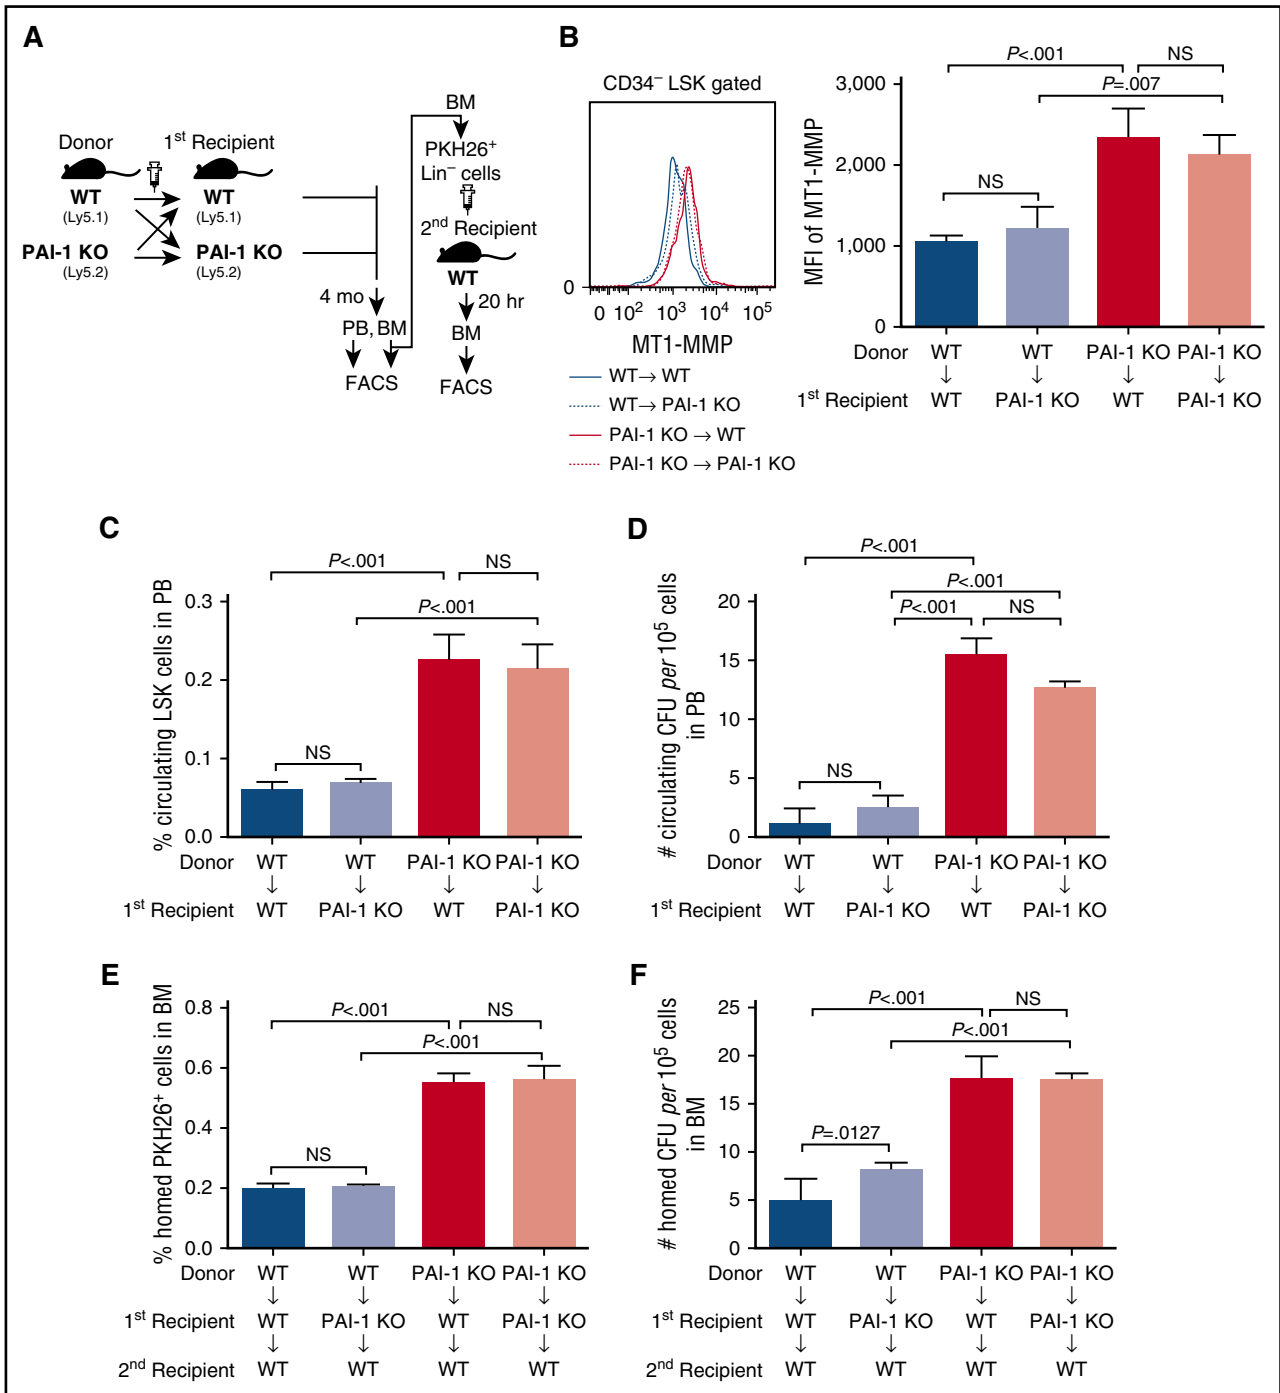 A
Donor
1st Recipient
WT
(Ly5.1)
WT
(Ly5.1)
PAI-1 KO
(Ly5.2)
PAI-1 KO
(Ly5.2)
4 mo
PB, BM
FACS
BM
PKH26+
Lin− cells
2nd Recipient
WT
20 hr
BM
FACS
B
CD34− LSK gated
0
0 10² 10³ 10⁴ 10⁵
MT1-MMP
WT→ WT
WT→ PAI-1 KO
PAI-1 KO → WT
PAI-1 KO → PAI-1 KO
P<.001
NS
P=.007
NS
MFI of MT1-MMP
3,000
2,000
1,000
0
Donor WT WT PAI-1 KO PAI-1 KO
↓ ↓ ↓ ↓
1st Recipient WT PAI-1 KO WT PAI-1 KO
C
P<.001
NS
P<.001
NS
% circulating LSK cells in PB
0.3
0.2
0.1
0.0
Donor WT WT PAI-1 KO PAI-1 KO
↓ ↓ ↓ ↓
1st Recipient WT PAI-1 KO WT PAI-1 KO
D
P<.001
P<.001
P<.001
NS
NS
# circulating CFU per 10⁵ cells
in PB
20
15
10
5
0
Donor WT WT PAI-1 KO PAI-1 KO
↓ ↓ ↓ ↓
1st Recipient WT PAI-1 KO WT PAI-1 KO
E
P<.001
NS
P<.001
NS
% homed PKH26+ cells in BM
0.8
0.6
0.4
0.2
0.0
Donor WT WT PAI-1 KO PAI-1 KO
↓ ↓ ↓ ↓
1st Recipient WT PAI-1 KO WT PAI-1 KO
↓ ↓ ↓ ↓
2nd Recipient WT WT WT WT
F
P<.001
NS
P<.001
P=.0127
# homed CFU per 10⁵ cells
in BM
25
20
15
10
5
0
Donor WT WT PAI-1 KO PAI-1 KO
↓ ↓ ↓ ↓
1st Recipient WT PAI-1 KO WT PAI-1 KO
↓ ↓ ↓ ↓
2nd Recipient WT WT WT WT